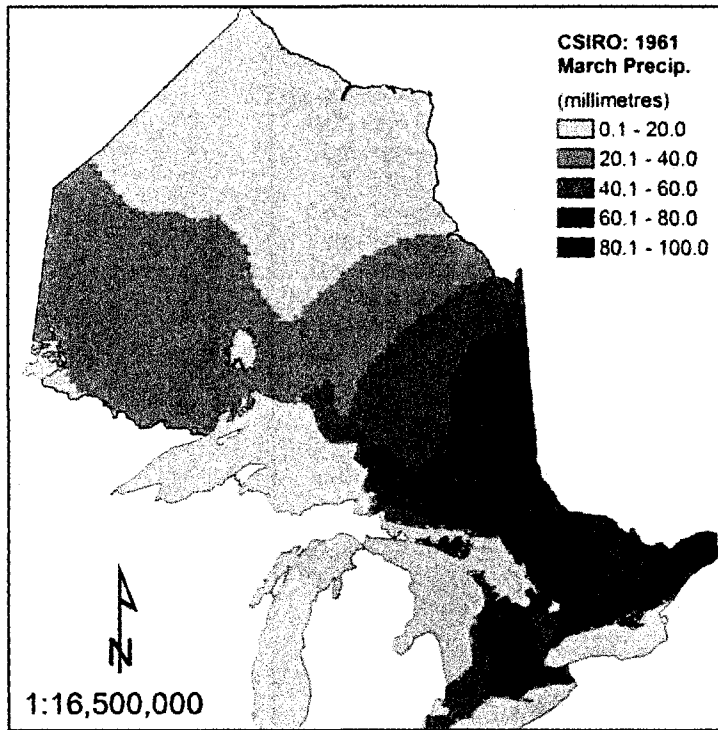 CSIRO: 1961
March Precip.
(millimetres)
0.1 - 20.0
20.1 - 40.0
40.1 - 60.0
60.1 - 80.0
80.1 - 100.0
N
1:16,500,000